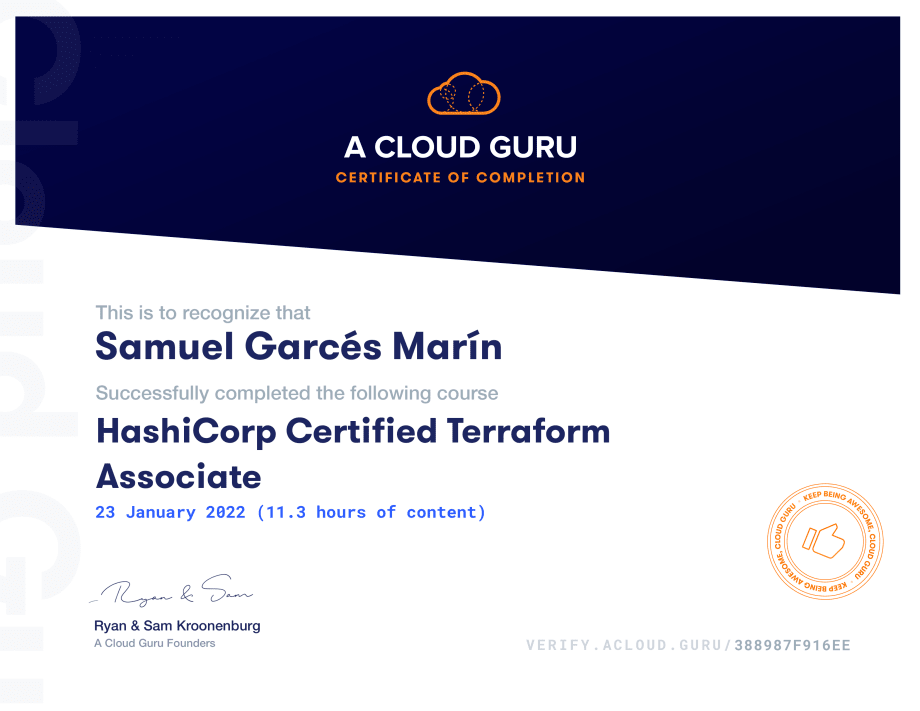 A CLOUD GURU
CERTIFICATE OF COMPLETION
This is to recognize that
Samuel Garcés Marín
Successfully completed the following course
HashiCorp Certified Terraform
Associate
23 January 2022 (11.3 hours of content)
KEEP BEING AWESOME, CLOUD GURU · KEEP BEING AWESOME, CLOUD GURU ·
Ryan & Sam
Ryan & Sam Kroonenburg
A Cloud Guru Founders
VERIFY.ACLOUD.GURU/388987F916EE
Cloud Gu